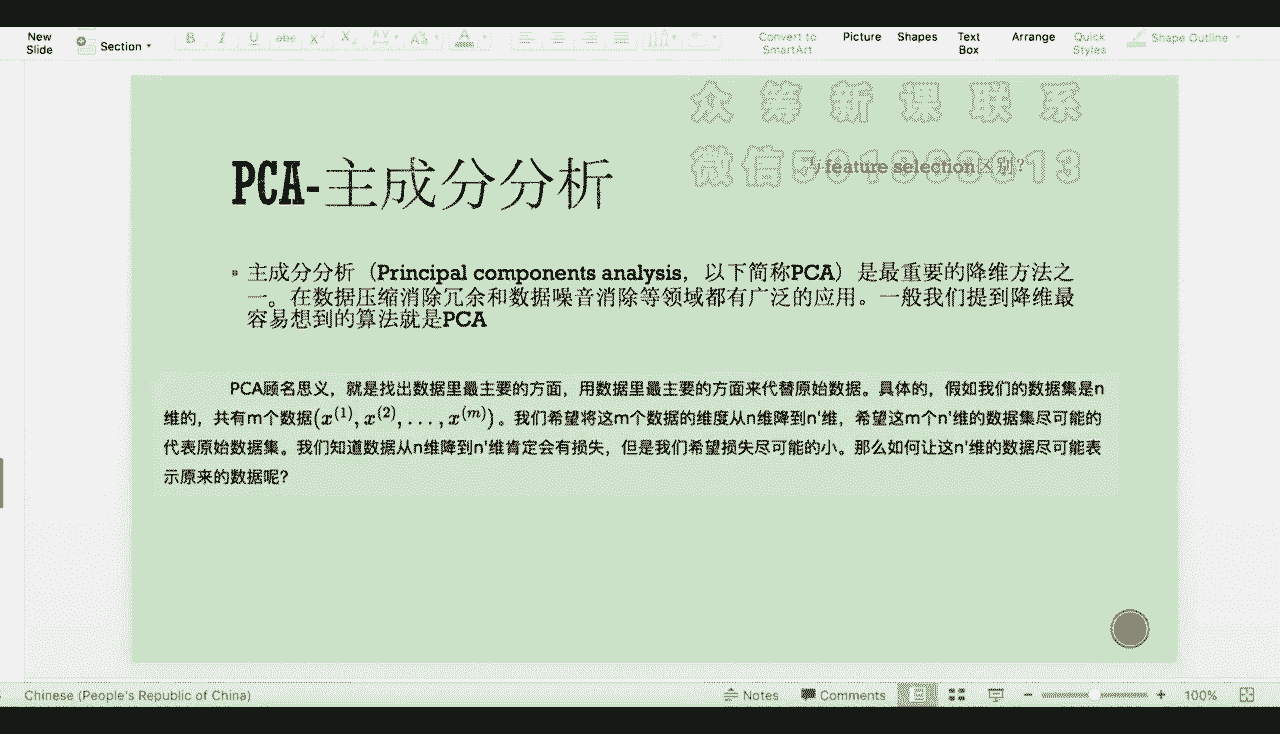 New
Slide
Section
B I U abc X² X₂ AV Aa A
Convert to
SmartArt
Picture
Shapes
Text
Box
Arrange
Quick
Styles
Shape Outline
众筹新课联系
微信
feature selection区别?
PCA-主成分分析
主成分分析（Principal components analysis，以下简称PCA）是最重要的降维方法之
一。在数据压缩消除冗余和数据噪音消除等领域都有广泛的应用。一般我们提到降维最
容易想到的算法就是PCA
PCA顾名思义，就是找出数据里最主要的方面，用数据里最主要的方面来代替原始数据。具体的，假如我们的数据集是n
维的，共有m个数据(x⁽¹⁾, x⁽²⁾, . . . , x⁽ᵐ⁾)。我们希望将这m个数据的维度从n维降到n'维，希望这m个n'维的数据集尽可能的
代表原始数据集。我们知道数据从n维降到n'维肯定会有损失，但是我们希望损失尽可能的小。那么如何让这n'维的数据尽可能表
示原来的数据呢?
Chinese (People's Republic of China)
Notes
Comments
100%